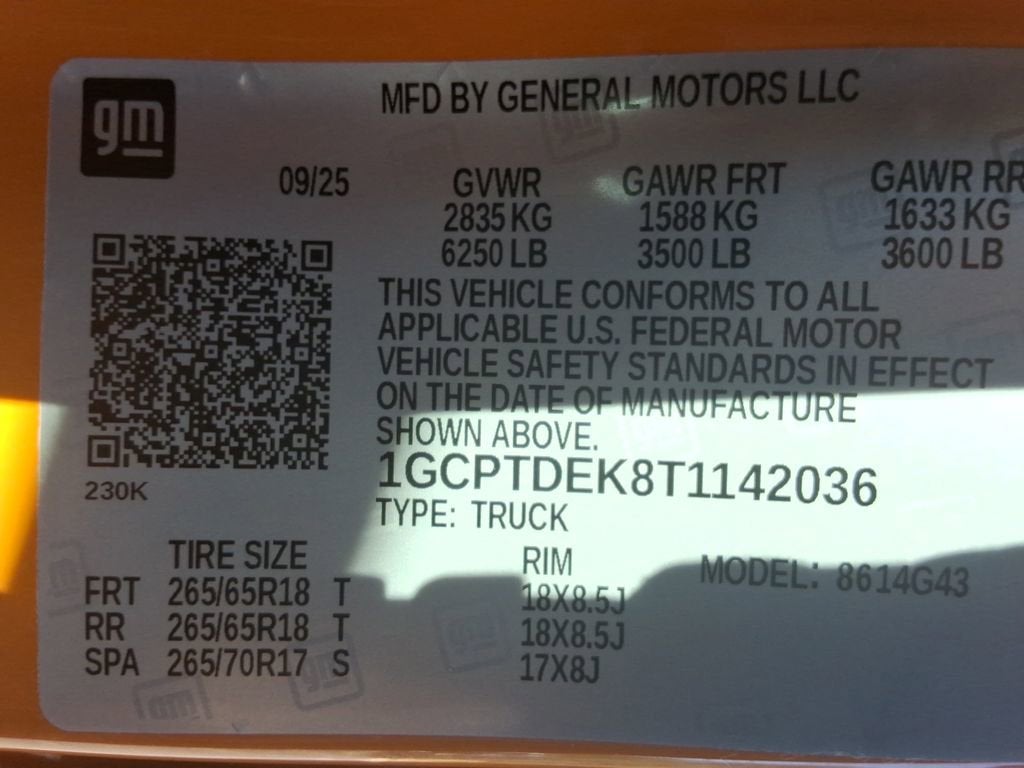 gm
MFD BY GENERAL MOTORS LLC
09/25 GVWR GAWR FRT GAWR RR
2835 KG 1588 KG 1633 KG
6250 LB 3500 LB 3600 LB
THIS VEHICLE CONFORMS TO ALL
APPLICABLE U.S. FEDERAL MOTOR
VEHICLE SAFETY STANDARDS IN EFFECT
ON THE DATE OF MANUFACTURE
SHOWN ABOVE.
1GCPTDEK8T1142036
230K
TYPE: TRUCK
TIRE SIZE RIM MODEL: 8614G43
FRT 265/65R18 T 18X8.5J
RR 265/65R18 T 18X8.5J
SPA 265/70R17 S 17X8J